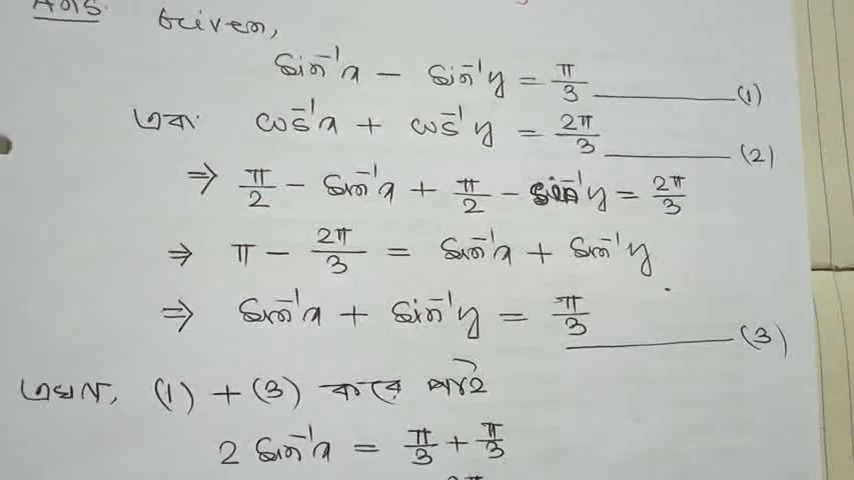 Ans.
Given,
sin⁻¹x − sin⁻¹y = π/3 ———(1)
এবং cos⁻¹x + cos⁻¹y = 2π/3 ———(2)
⇒ π/2 − sin⁻¹x + π/2 − sin⁻¹y = 2π/3
⇒ π − 2π/3 = sin⁻¹x + sin⁻¹y
⇒ sin⁻¹x + sin⁻¹y = π/3 ———(3)
এখন, (1) + (3) করে পাই
2 sin⁻¹x = π/3 + π/3